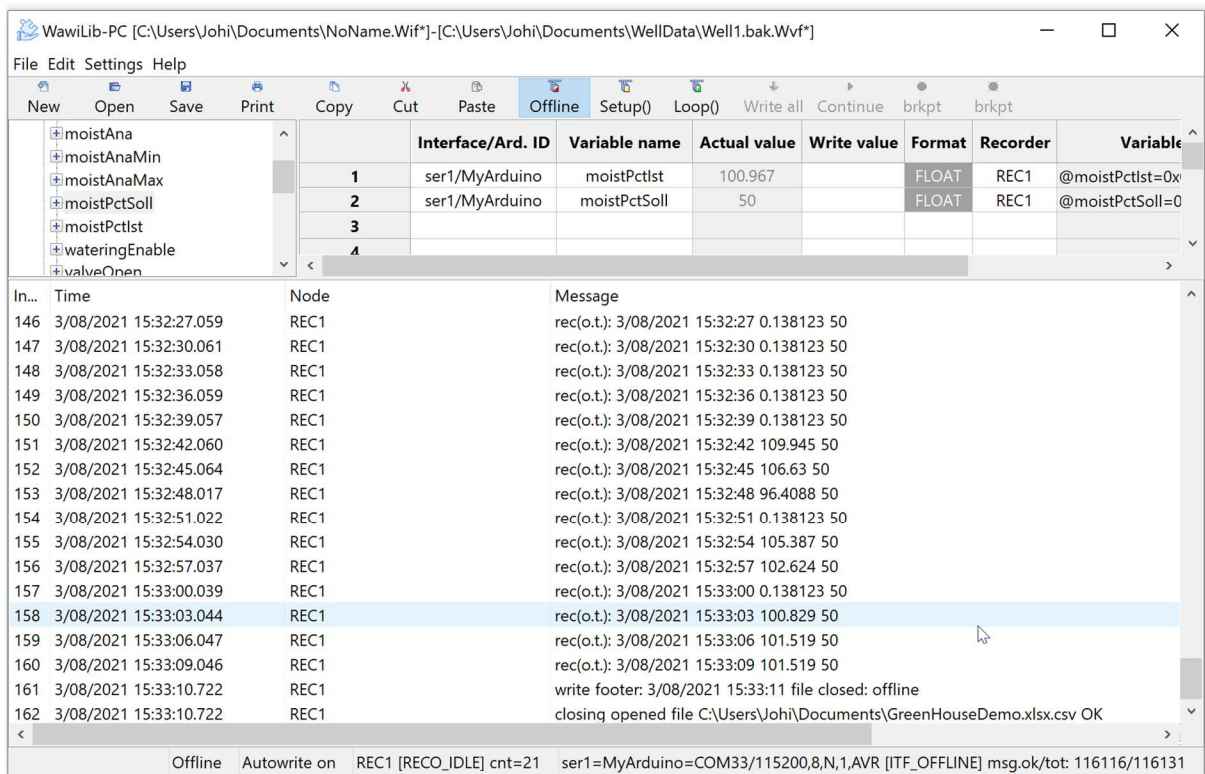 WawiLib-PC [C:\Users\Johi\Documents\NoName.Wif*]-[C:\Users\Johi\Documents\WellData\Well1.bak.Wvf*]
File Edit Settings Help
New Open Save Print Copy Cut Paste Offline Setup() Loop() Write all Continue brkpt brkpt
moistAna
moistAnaMin
moistAnaMax
moistPctSoll
moistPctIst
wateringEnable
valveOpen
Interface/Ard. ID Variable name Actual value Write value Format Recorder Variable
1 ser1/MyArduino moistPctIst 100.967 FLOAT REC1 @moistPctIst=0x
2 ser1/MyArduino moistPctSoll 50 FLOAT REC1 @moistPctSoll=0
3
4
In... Time Node Message
146 3/08/2021 15:32:27.059 REC1 rec(o.t.): 3/08/2021 15:32:27 0.138123 50
147 3/08/2021 15:32:30.061 REC1 rec(o.t.): 3/08/2021 15:32:30 0.138123 50
148 3/08/2021 15:32:33.058 REC1 rec(o.t.): 3/08/2021 15:32:33 0.138123 50
149 3/08/2021 15:32:36.059 REC1 rec(o.t.): 3/08/2021 15:32:36 0.138123 50
150 3/08/2021 15:32:39.057 REC1 rec(o.t.): 3/08/2021 15:32:39 0.138123 50
151 3/08/2021 15:32:42.060 REC1 rec(o.t.): 3/08/2021 15:32:42 109.945 50
152 3/08/2021 15:32:45.064 REC1 rec(o.t.): 3/08/2021 15:32:45 106.63 50
153 3/08/2021 15:32:48.017 REC1 rec(o.t.): 3/08/2021 15:32:48 96.4088 50
154 3/08/2021 15:32:51.022 REC1 rec(o.t.): 3/08/2021 15:32:51 0.138123 50
155 3/08/2021 15:32:54.030 REC1 rec(o.t.): 3/08/2021 15:32:54 105.387 50
156 3/08/2021 15:32:57.037 REC1 rec(o.t.): 3/08/2021 15:32:57 102.624 50
157 3/08/2021 15:33:00.039 REC1 rec(o.t.): 3/08/2021 15:33:00 0.138123 50
158 3/08/2021 15:33:03.044 REC1 rec(o.t.): 3/08/2021 15:33:03 100.829 50
159 3/08/2021 15:33:06.047 REC1 rec(o.t.): 3/08/2021 15:33:06 101.519 50
160 3/08/2021 15:33:09.046 REC1 rec(o.t.): 3/08/2021 15:33:09 101.519 50
161 3/08/2021 15:33:10.722 REC1 write footer: 3/08/2021 15:33:11 file closed: offline
162 3/08/2021 15:33:10.722 REC1 closing opened file C:\Users\Johi\Documents\GreenHouseDemo.xlsx.csv OK
Offline Autowrite on REC1 [RECO_IDLE] cnt=21 ser1=MyArduino=COM33/115200,8,N,1,AVR [ITF_OFFLINE] msg.ok/tot: 116116/116131